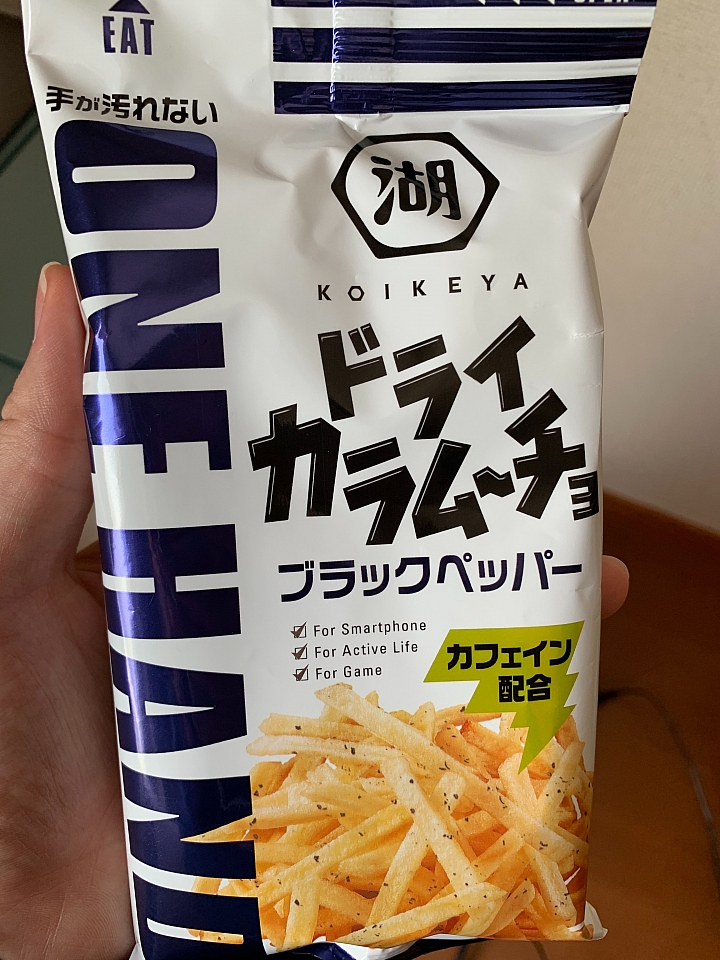 EAT
手が汚れない
ONE HAND
湖
KOIKEYA
ドライ
カラムーチョ
ブラックペッパー
For Smartphone
For Active Life
For Game
カフェイン
配合